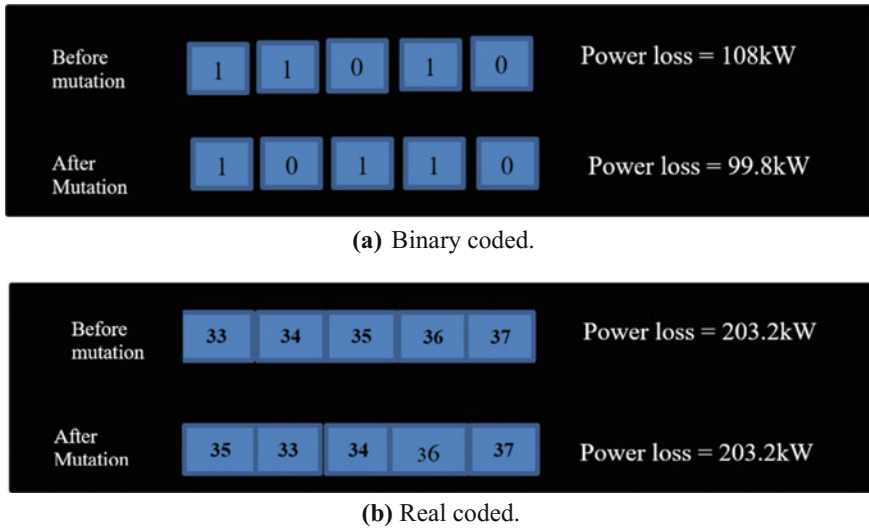 Before
mutation
1 1 0 1 0
Power loss = 108kW
After
Mutation
1 0 1 1 0
Power loss = 99.8kW
(a) Binary coded.
Before
mutation
33 34 35 36 37
Power loss = 203.2kW
After
Mutation
35 33 34 36 37
Power loss = 203.2kW
(b) Real coded.